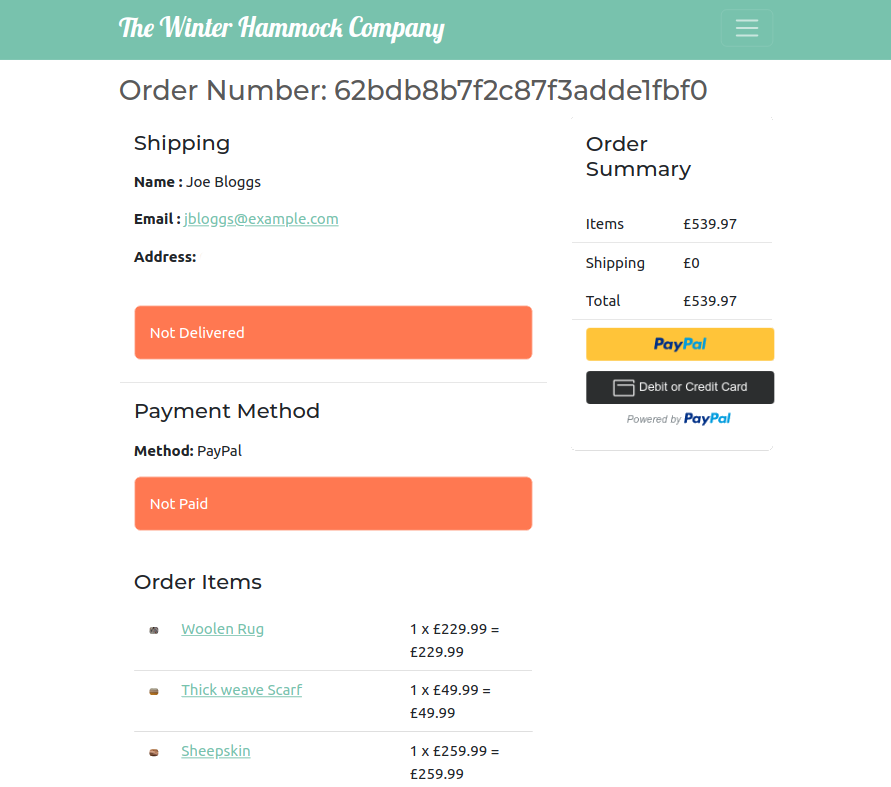 The Winter Hammock Company
Order Number: 62bdb8b7f2c87f3adde1fbf0
Shipping
Name : Joe Bloggs
Email : jbloggs@example.com
Address:
Not Delivered
Payment Method
Method: PayPal
Not Paid
Order Items
Woolen Rug
1 x £229.99 =
£229.99
Thick weave Scarf
1 x £49.99 =
£49.99
Sheepskin
1 x £259.99 =
£259.99
Order
Summary
Items £539.97
Shipping £0
Total £539.97
PayPal
Debit or Credit Card
Powered by PayPal